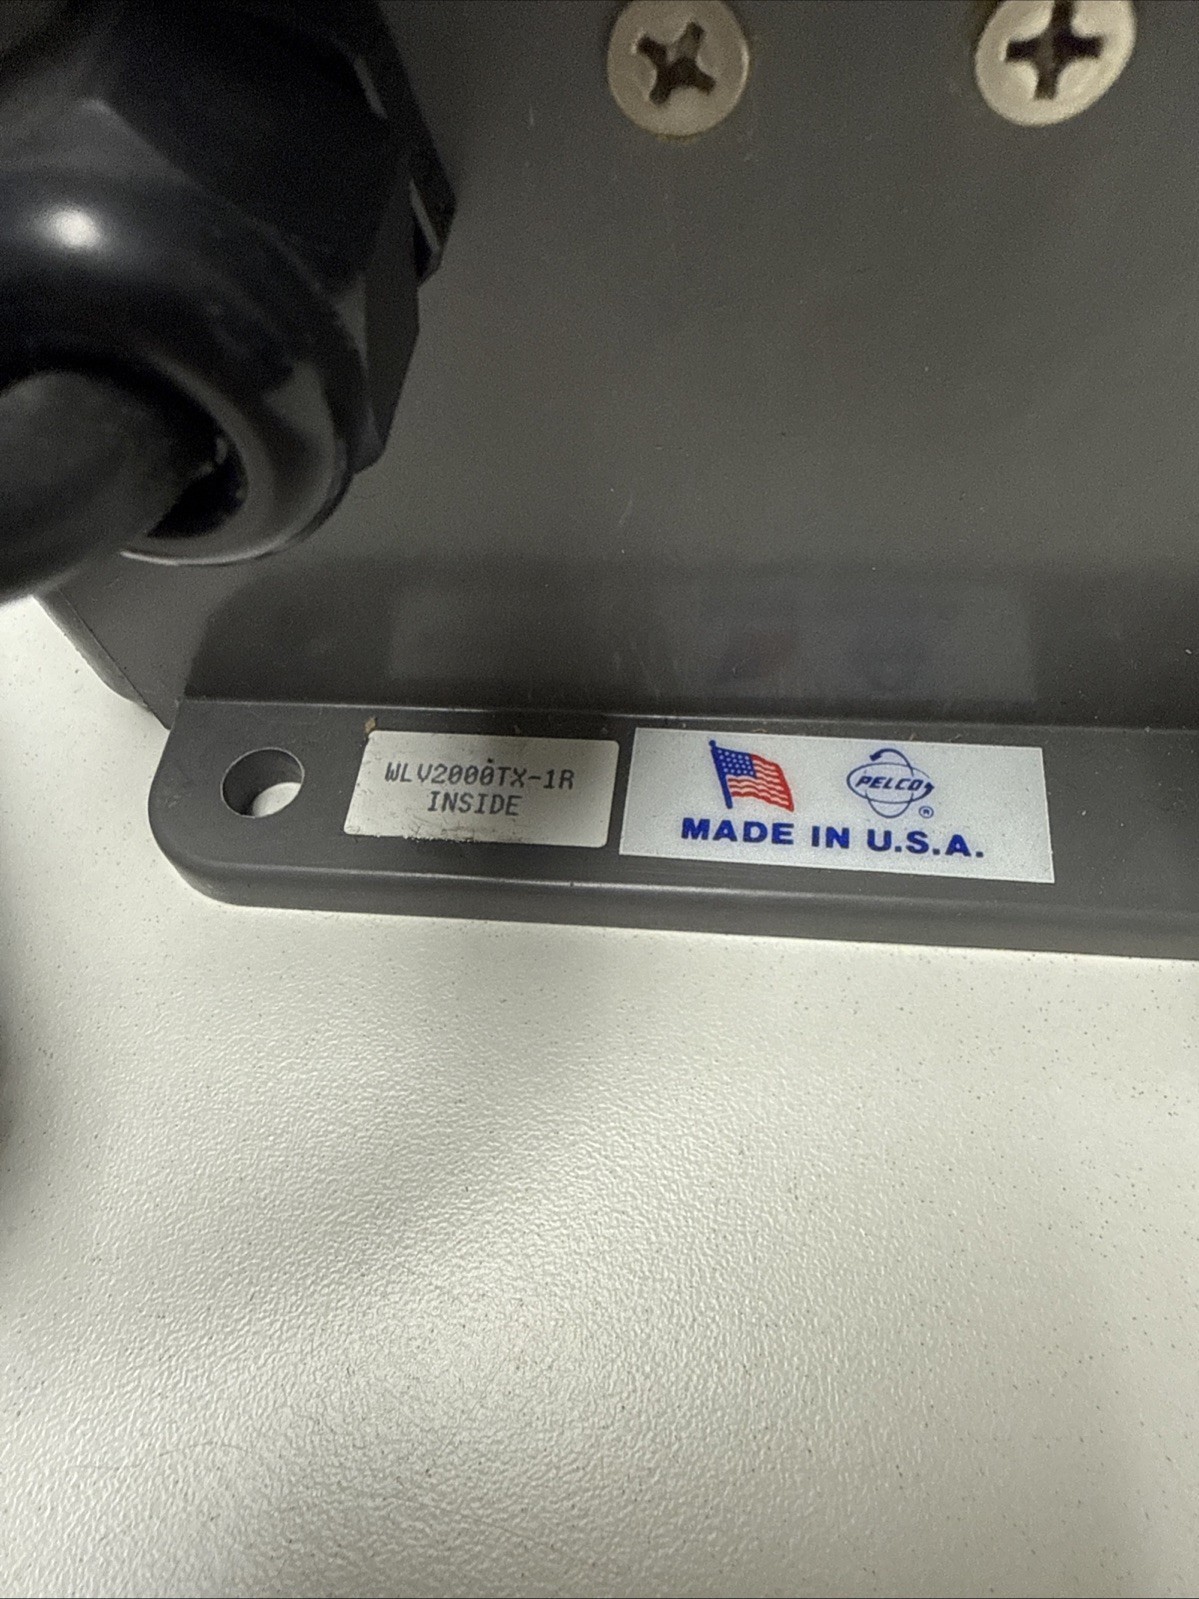 WLV2000TX-1R
INSIDE
PELCO®
MADE IN U.S.A.